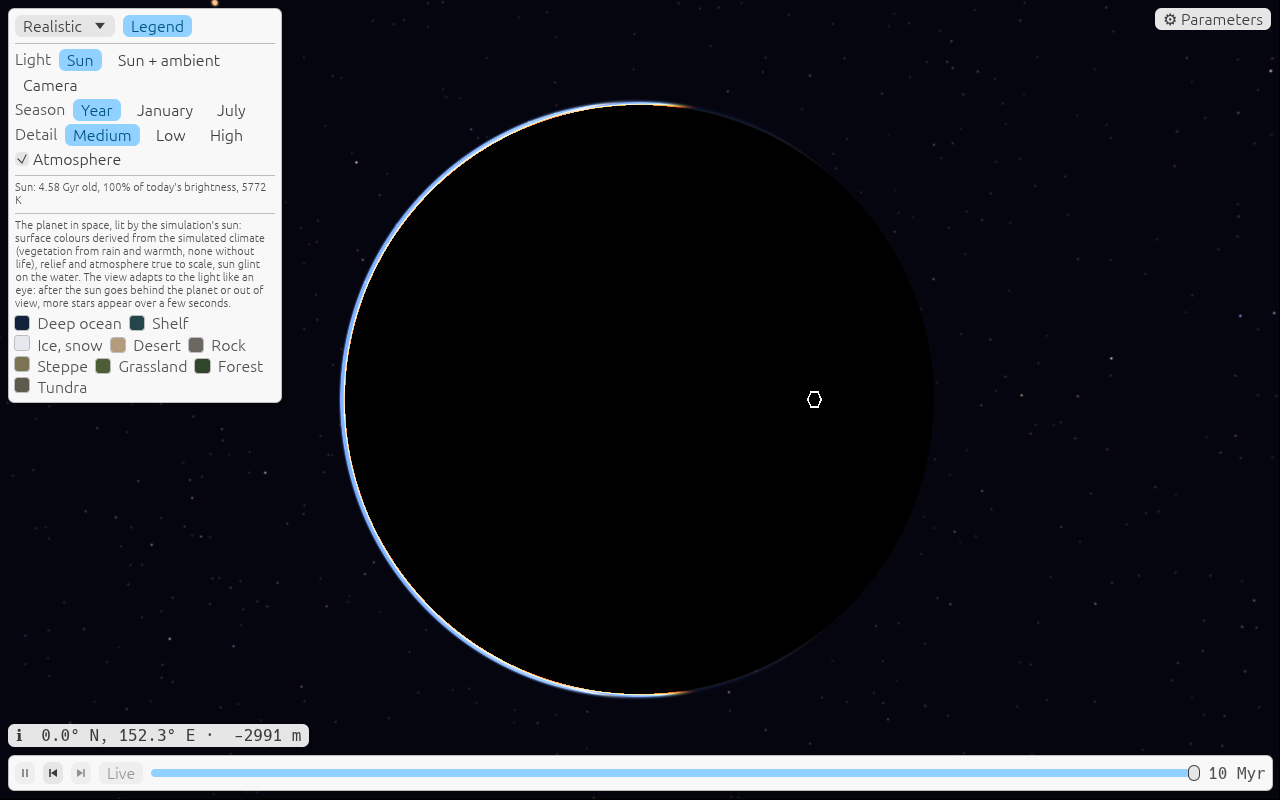 Realistic Legend
Light Sun Sun + ambient
Camera
Season Year January July
Detail Medium Low High
Atmosphere
Sun: 4.58 Gyr old, 100% of today's brightness, 5772
K
The planet in space, lit by the simulation's sun:
surface colours derived from the simulated climate
(vegetation from rain and warmth, none without
life), relief and atmosphere true to scale, sun glint
on the water. The view adapts to the light like an
eye: after the sun goes behind the planet or out of
view, more stars appear over a few seconds.
Deep ocean Shelf
Ice, snow Desert Rock
Steppe Grassland Forest
Tundra
⚙ Parameters
ℹ 0.0° N, 152.3° E · −2991 m
Live 10 Myr